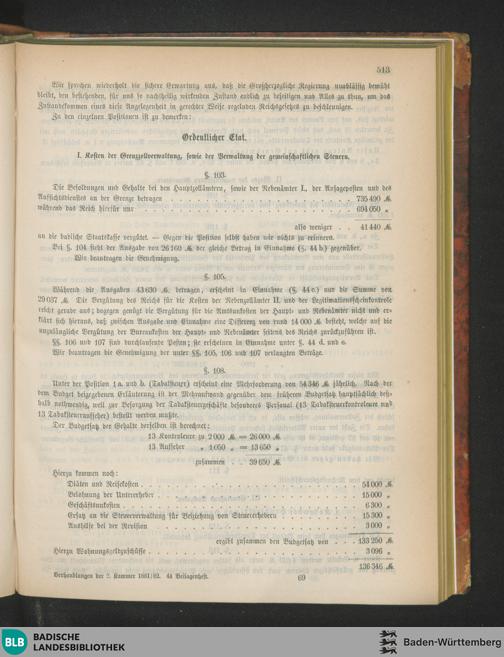 513
Wir sprechen wiederholt die sichere Erwartung aus, daß die Großherzogliche Regierung unablässig bemüht
bleibt, den bestehenden, für uns so nachtheilig wirkenden Zustand endlich zu beseitigen und Alles zu thun, um das
Zustandekommen eines diese Angelegenheit in gerechter Weise regelnden Reichsgesetzes zu beschleunigen.
Zu den einzelnen Positionen ist zu bemerken:
Ordentlicher Etat.
I. Kosten der Grenzzollverwaltung, sowie der Verwaltung der gemeinschaftlichen Steuern.
§. 103.
Die Besoldungen und Gehalte bei den Hauptzollämtern, sowie der Nebenämter I., der Ansageposten und des
Aufsichtsdienstes an der Grenze betragen . . . 735 490 ℳ
während das Reich hierfür nur . . . 694 050 „
also weniger . . 41 440 ℳ
an die badische Staatskasse vergütet. — Gegen die Position selbst haben wir nichts zu erinnern.
Bei §. 104 steht der Ausgabe von 26 160 ℳ der gleiche Betrag in Einnahme (§. 44 b) gegenüber.
Wir beantragen die Genehmigung.
§. 105.
Während die Ausgaben 43 630 ℳ betragen, erscheint in Einnahme (§. 44 c) nur die Summe von
29 037 ℳ Die Vergütung des Reichs für die Kosten der Nebenzollämter II. und der Legitimationsscheinkontrole
reicht gerade aus; dagegen genügt die Vergütung für die Amtsunkosten der Haupt- und Nebenämter nicht und er-
klärt sich hieraus, daß zwischen Ausgabe und Einnahme eine Differenz von rund 14 000 ℳ besteht, welche auf die
unzulängliche Vergütung der Bureaukosten der Haupt- und Nebenämter seitens des Reichs zurückzuführen ist.
§§. 106 und 107 sind durchlaufende Posten; sie erscheinen in Einnahme unter §. 44 d. und e.
Wir beantragen die Genehmigung der unter §§. 105, 106 und 107 verlangten Beträge.
§. 108.
Unter der Position 1 a. und b. (Tabaksteuer) erscheint eine Mehrforderung von 54 346 ℳ jährlich. Nach der
dem Budget beigegebenen Erläuterung ist der Mehraufwand gegenüber dem früheren Budgetsatz hauptsächlich des-
halb nothwendig, weil zur Besorgung der Tabaksteuergeschäfte besonderes Personal (13 Tabaksteuerkontroleure und
13 Tabaksteueraufseher) bestellt werden mußte.
Der Budgetsatz der Gehalte derselben ist berechnet:
13 Kontroleure zu 2 000 ℳ = 26 000 ℳ
13 Aufseher „ 1 050 „ = 13 650 „
zusammen . . 39 650 ℳ
Hierzu kommen noch:
Diäten und Reisekosten . . . 54 000 ℳ
Belohnung der Untererheber . . . 15 000 „
Geschäftsunkosten . . . 6 300 „
Ersatz an die Steuerverwaltung für Beiziehung von Steuererhebern . . . 15 300 „
Aushilfe bei der Revision . . . 3 000 „
ergibt zusammen den Budgetsatz von . . . 133 250 ℳ
Hierzu Wohnungsgeldzuschüsse . . . 3 096 „
136 346 ℳ
Verhandlungen der 2. Kammer 1881/82. 4s Beilagenheft.
69
BLB BADISCHE
LANDESBIBLIOTHEK
Baden-Württemberg